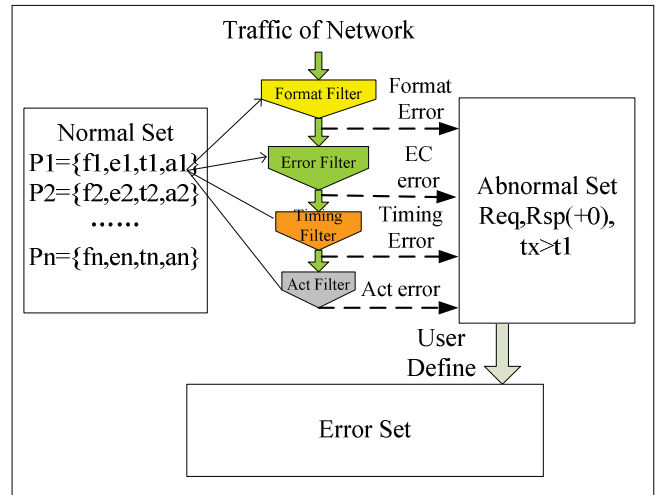 Traffic of Network
Format Filter
Format
Error
Normal Set
P1={f1,e1,t1,a1}
P2={f2,e2,t2,a2}
......
Pn={fn,en,tn,an}
Error Filter
EC
error
Timing
Filter
Timing
Error
Act Filter
Act error
Abnormal Set
Req,Rsp(+0),
tx>t1
User
Define
Error Set